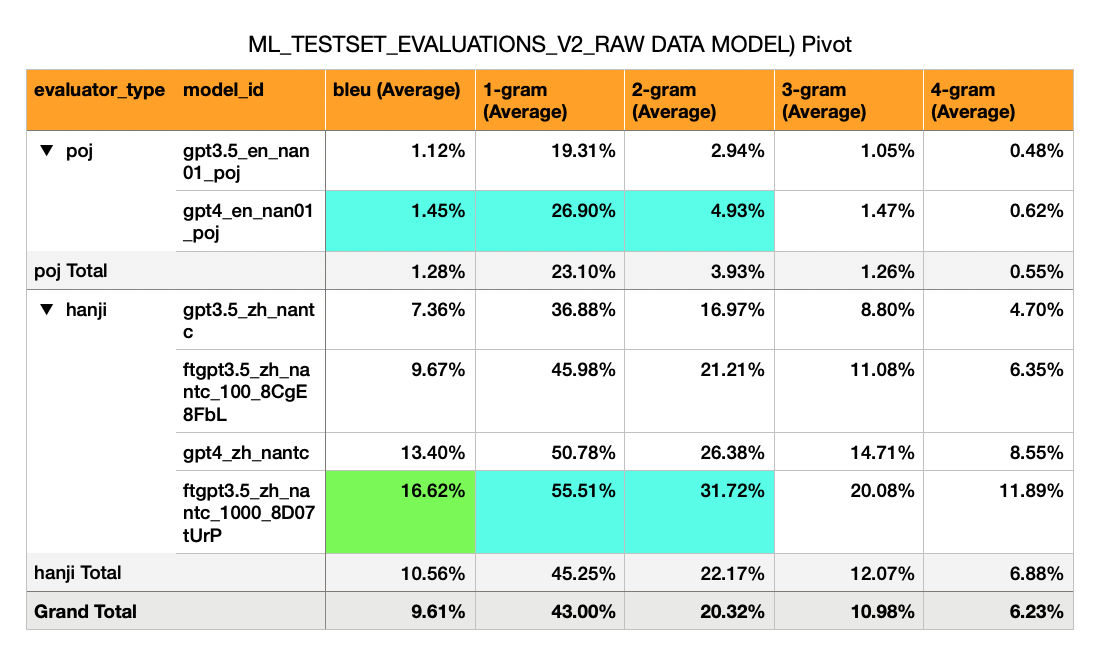 ML_TESTSET_EVALUATIONS_V2_RAW DATA MODEL) Pivot
evaluator_type model_id bleu (Average) 1-gram (Average) 2-gram (Average) 3-gram (Average) 4-gram (Average)
▼ poj gpt3.5_en_nan01_poj 1.12% 19.31% 2.94% 1.05% 0.48%
gpt4_en_nan01_poj 1.45% 26.90% 4.93% 1.47% 0.62%
poj Total 1.28% 23.10% 3.93% 1.26% 0.55%
▼ hanji gpt3.5_zh_nantc 7.36% 36.88% 16.97% 8.80% 4.70%
ftgpt3.5_zh_nantc_100_8CgE8FbL 9.67% 45.98% 21.21% 11.08% 6.35%
gpt4_zh_nantc 13.40% 50.78% 26.38% 14.71% 8.55%
ftgpt3.5_zh_nantc_1000_8D07tUrP 16.62% 55.51% 31.72% 20.08% 11.89%
hanji Total 10.56% 45.25% 22.17% 12.07% 6.88%
Grand Total 9.61% 43.00% 20.32% 10.98% 6.23%